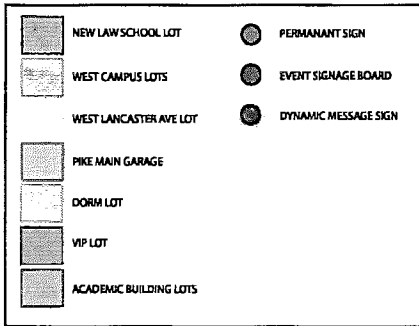 NEW LAW SCHOOL LOT
WEST CAMPUS LOTS
WEST LANCASTER AVE LOT
PIKE MAIN GARAGE
DORM LOT
VIP LOT
ACADEMIC BUILDING LOTS
PERMANANT SIGN
EVENT SIGNAGE BOARD
DYNAMIC MESSAGE SIGN